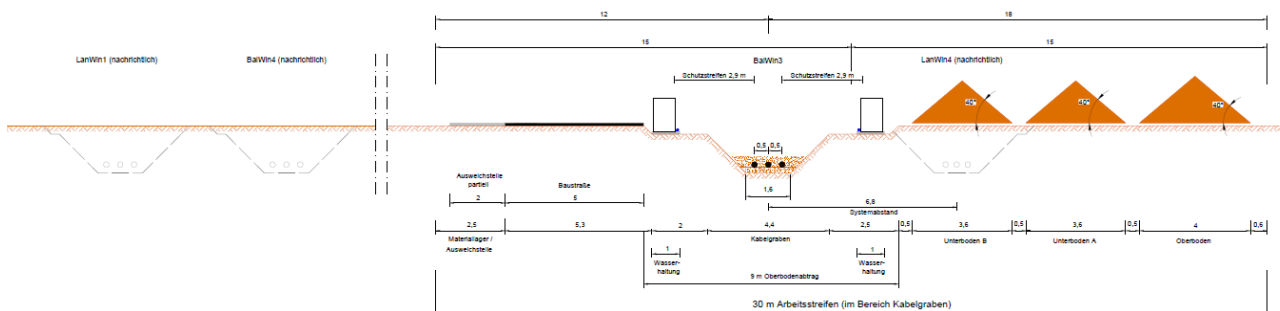 12 18
15 15
LanWin1 (nachrichtlich) BalWin4 (nachrichtlich) BalWin3 LanWin4 (nachrichtlich)
Schutzstreifen 2,9 m Schutzstreifen 2,9 m
40° 40° 40°
0,5 0,5
Ausweichstelle
partiell
Baustraße
2 5
1,6
6,8
Systemabstand
2,5 5,3 2 4,4 2,5 0,5 3,6 0,5 3,6 0,5 4 0,5
Materiallager /
Ausweichstelle
Kabelgraben
Unterboden B Unterboden A Oberboden
1 1
Wasser-
haltung
Wasser-
haltung
9 m Oberbodenabtrag
30 m Arbeitsstreifen (im Bereich Kabelgraben)